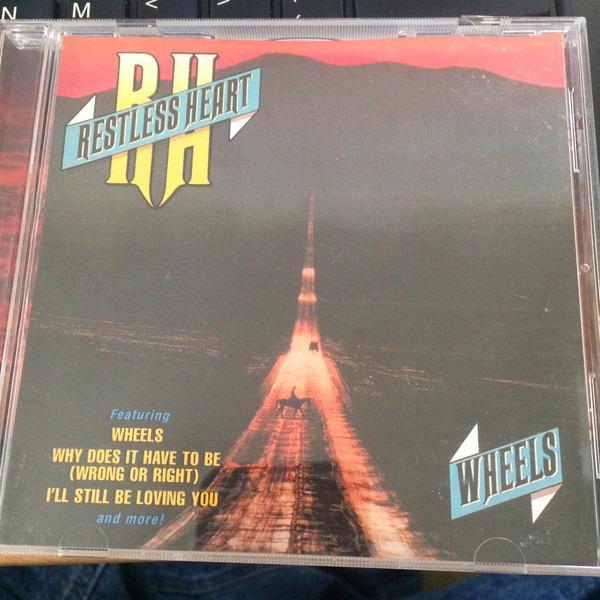 N M < >
RH
RESTLESS HEART
Featuring
WHEELS
WHY DOES IT HAVE TO BE
(WRONG OR RIGHT)
I'LL STILL BE LOVING YOU
and more!
WHEELS